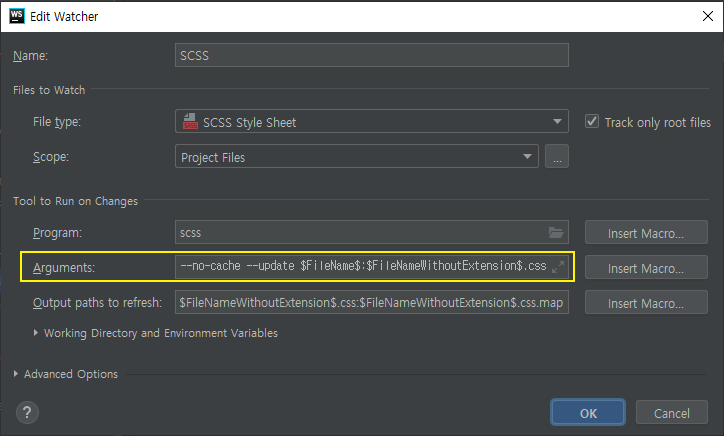 WS Edit Watcher
Name: SCSS
Files to Watch
File type: SCSS SCSS Style Sheet Track only root files
Scope: Project Files ...
Tool to Run on Changes
Program: scss Insert Macro...
Arguments: --no-cache --update $FileName$:$FileNameWithoutExtension$.css Insert Macro...
Output paths to refresh: $FileNameWithoutExtension$.css:$FileNameWithoutExtension$.css.map Insert Macro...
Working Directory and Environment Variables
Advanced Options
? OK Cancel